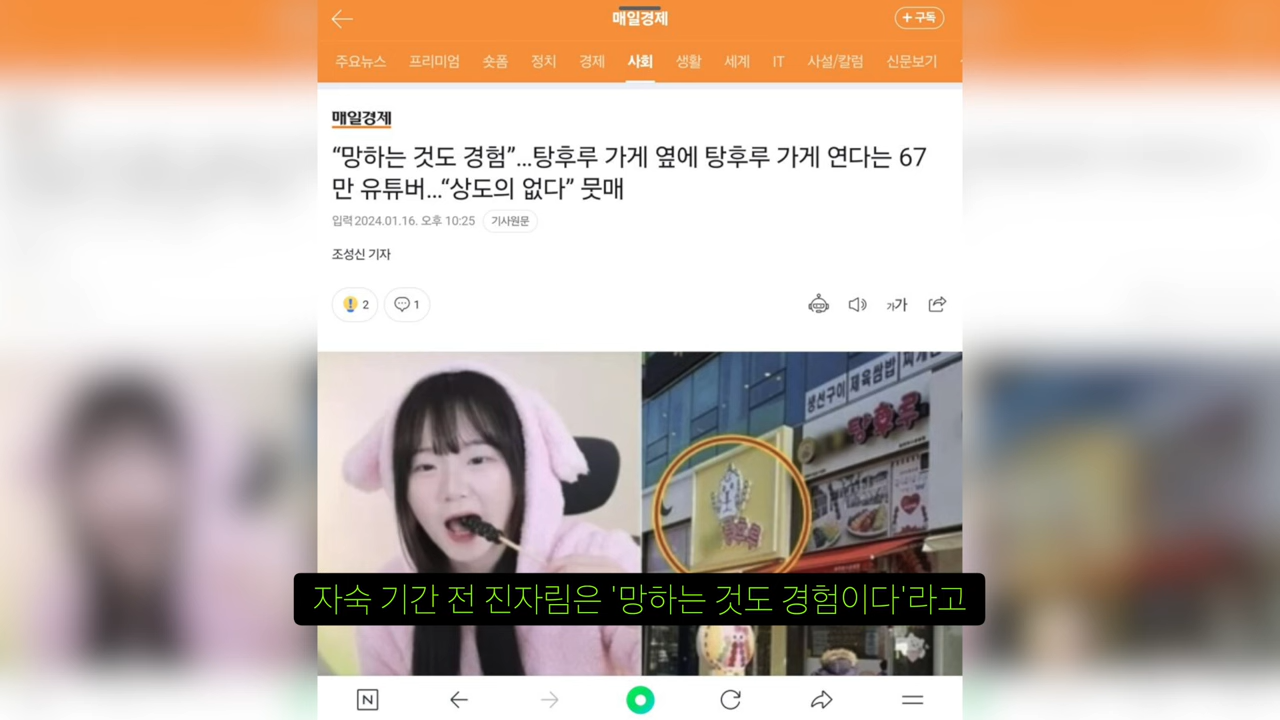 매일경제
+ 구독
주요뉴스 프리미엄 숏폼 정치 경제 사회 생활 세계 IT 사설/칼럼 신문보기
매일경제
“망하는 것도 경험”…탕후루 가게 옆에 탕후루 가게 연다는 67
만 유튜버…“상도의 없다” 뭇매
입력 2024.01.16. 오후 10:25 기사원문
조성신 기자
2 1
가가
생선구이 제육쌈밥
탕후루
탕후루
자숙 기간 전 진자림은 '망하는 것도 경험이다'라고
N